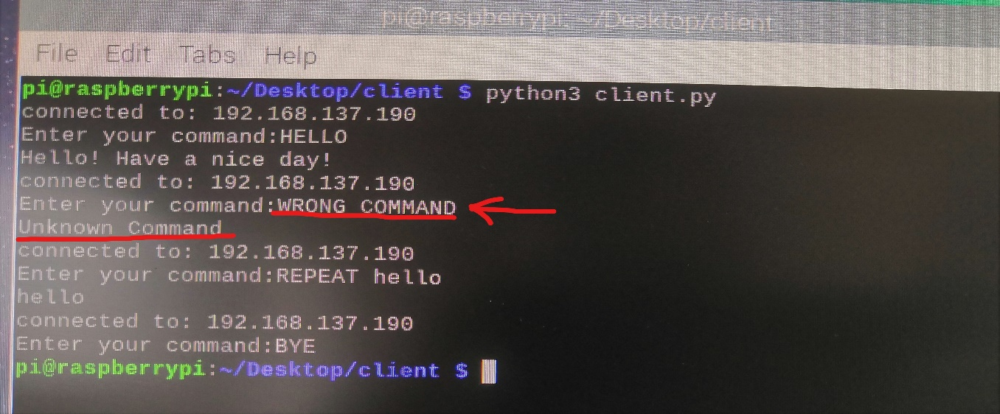 pi@raspberrypi: ~/Desktop/client
File Edit Tabs Help
pi@raspberrypi:~/Desktop/client $ python3 client.py
connected to: 192.168.137.190
Enter your command:HELLO
Hello! Have a nice day!
connected to: 192.168.137.190
Enter your command:WRONG COMMAND
Unknown Command
connected to: 192.168.137.190
Enter your command:REPEAT hello
hello
connected to: 192.168.137.190
Enter your command:BYE
pi@raspberrypi:~/Desktop/client $